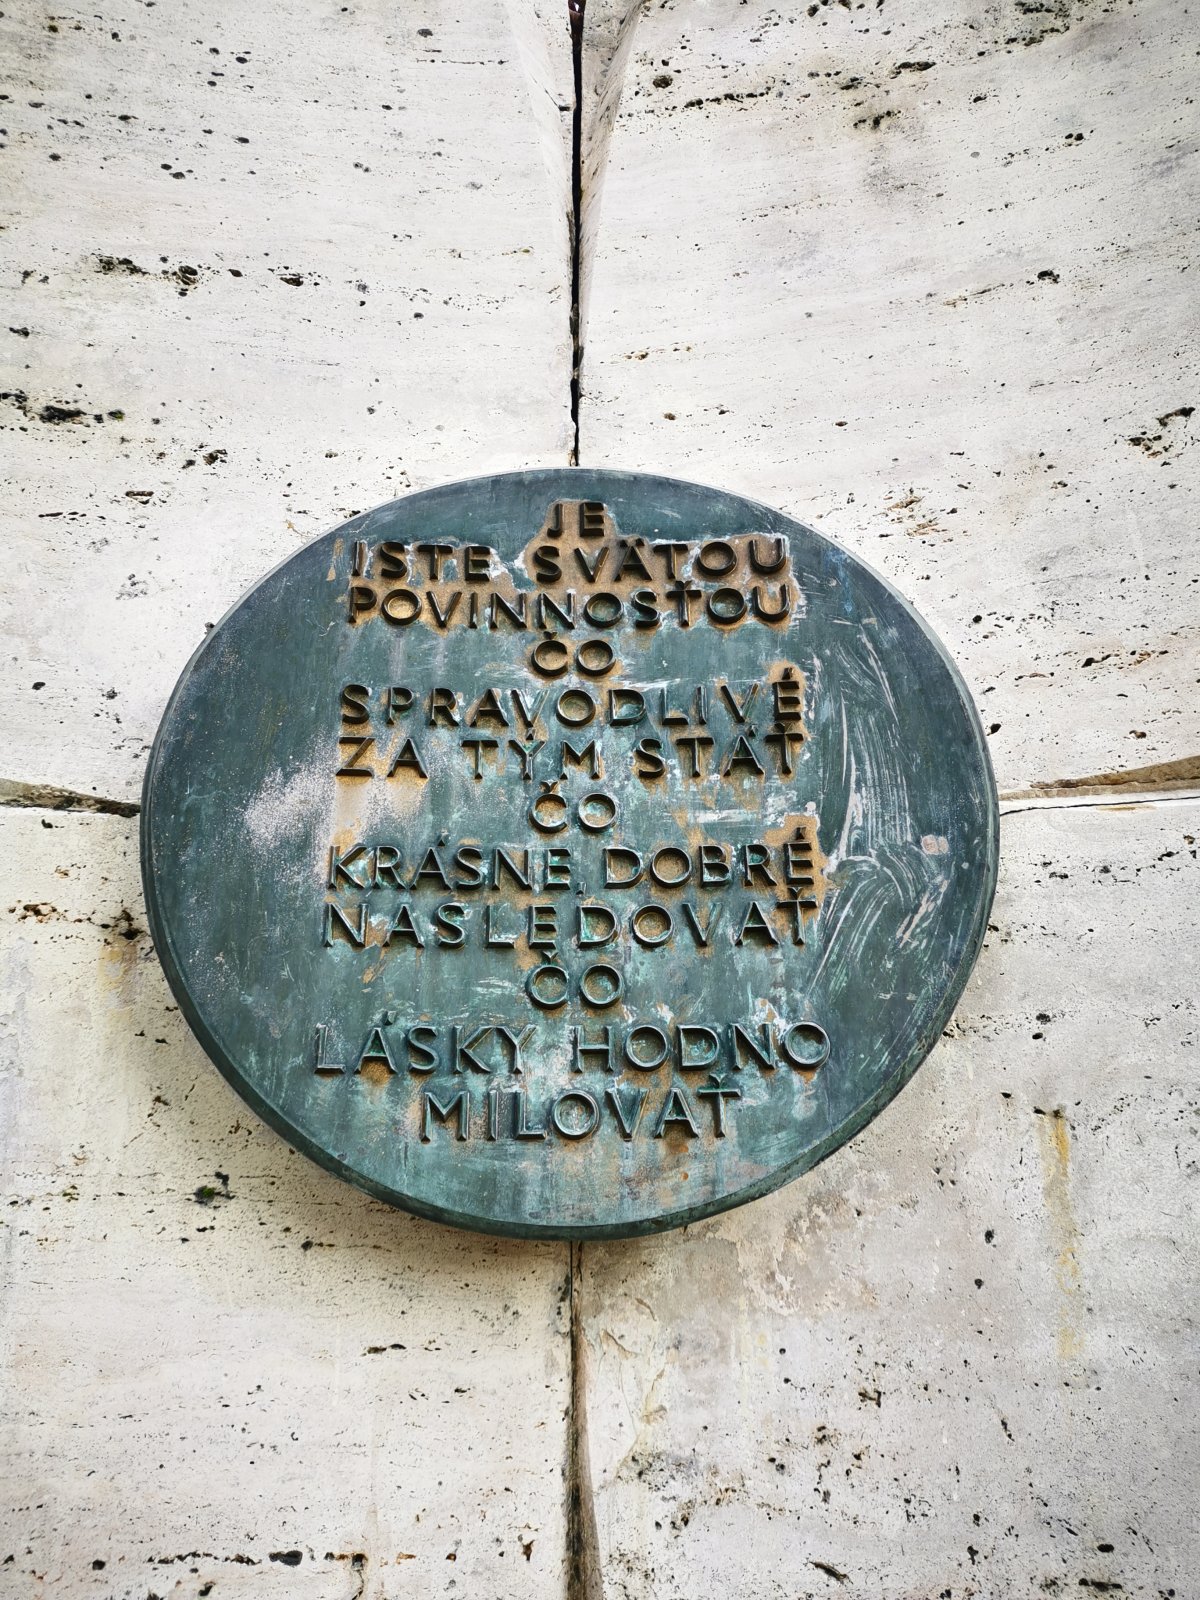 JE
ISTE SVÄTOU
POVINNOSŤOU
ČO
SPRAVODLIVÉ
ZA TÝM STÁŤ
ČO
KRÁSNE DOBRÉ
NASLEDOVAŤ
ČO
LÁSKY HODNO
MILOVAŤ